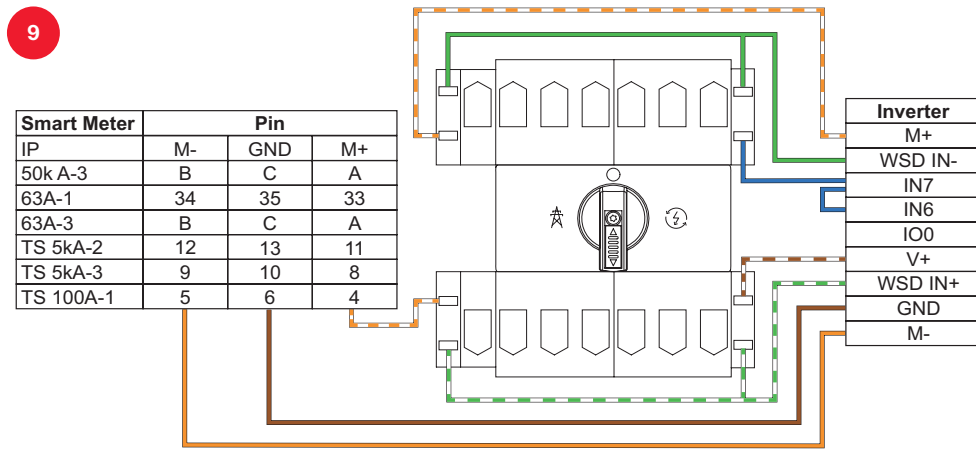 9
Smart Meter Pin
IP M- GND M+
50k A-3 B C A
63A-1 34 35 33
63A-3 B C A
TS 5kA-2 12 13 11
TS 5kA-3 9 10 8
TS 100A-1 5 6 4
Inverter
M+
WSD IN-
IN7
IN6
IO0
V+
WSD IN+
GND
M-